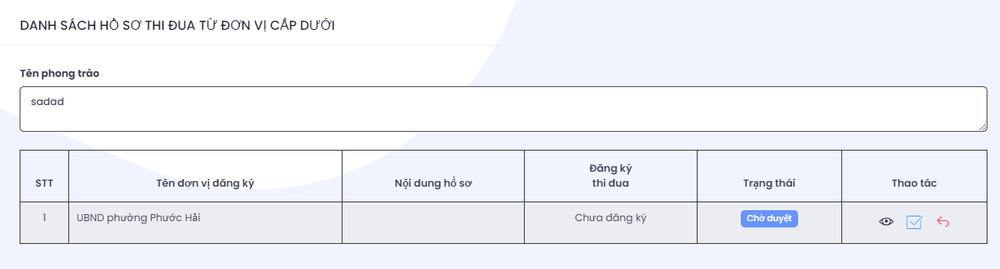 DANH SÁCH HỒ SƠ THI ĐUA TỪ ĐƠN VỊ CẤP DƯỚI
Tên phong trào
sadad
STT Tên đơn vị đăng ký Nội dung hồ sơ Đăng ký thi đua Trạng thái Thao tác
1 UBND phường Phước Hải Chưa đăng ký Chờ duyệt